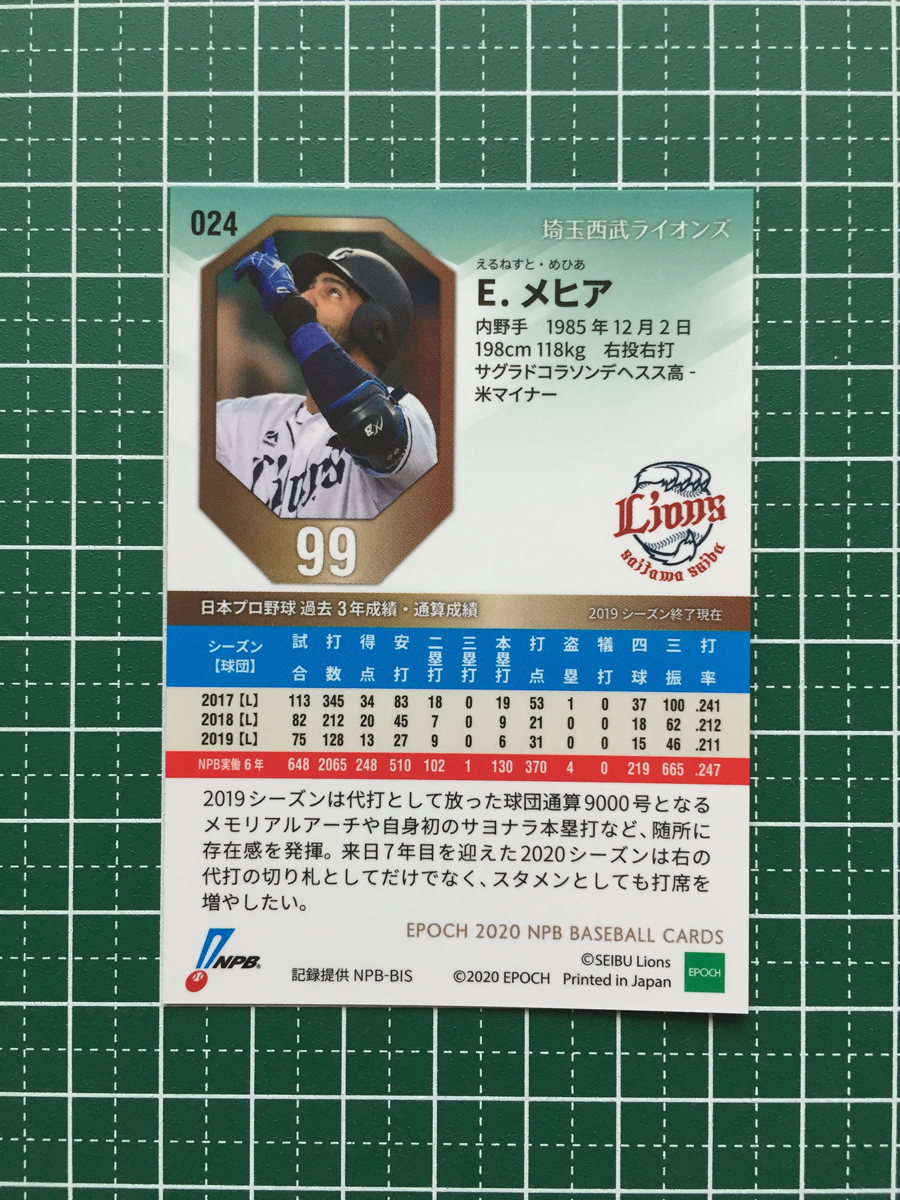 024
埼玉西武ライオンズ
えるねすと・めひあ
E. メヒア
内野手 1985年12月2日
198cm 118kg 右投右打
サグラドコラソンデヘスス高 -
米マイナー
Lions
99
Lions
Saitama Seibu
日本プロ野球 過去 3年成績・通算成績 2019 シーズン終了現在
シーズン【球団】 試合 打数 得点 安打 二塁打 三塁打 本塁打 打点 盗塁 犠打 四球 三振 打率
2017【L】 113 345 34 83 18 0 19 53 1 0 37 100 .241
2018【L】 82 212 20 45 7 0 9 21 0 0 18 62 .212
2019【L】 75 128 13 27 9 0 6 31 0 0 15 46 .211
NPB実働 6 年 648 2065 248 510 102 1 130 370 4 0 219 665 .247
2019シーズンは代打として放った球団通算9000号となる
メモリアルアーチや自身初のサヨナラ本塁打など、随所に
存在感を発揮。来日7年目を迎えた2020シーズンは右の
代打の切り札としてだけでなく、スタメンとしても打席を
増やしたい。
EPOCH 2020 NPB BASEBALL CARDS
NPB
記録提供 NPB-BIS
©SEIBU Lions
©2020 EPOCH Printed in Japan
EPOCH